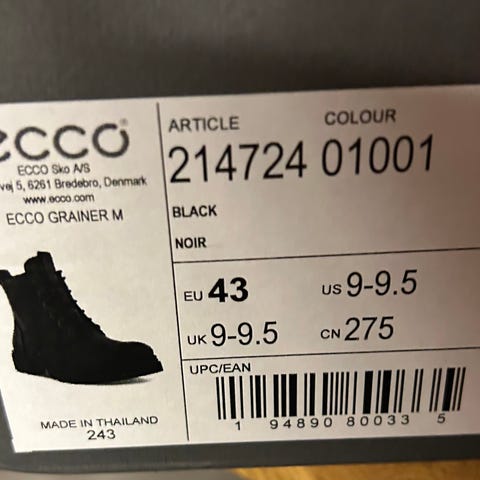 ecco
ECCO Sko A/S
vej 5, 6261 Bredebro, Denmark
www.ecco.com
ECCO GRAINER M
MADE IN THAILAND
243
ARTICLE COLOUR
214724 01001
BLACK
NOIR
EU 43 US 9-9.5
UK 9-9.5 CN 275
UPC/EAN
1 94890 80033 5